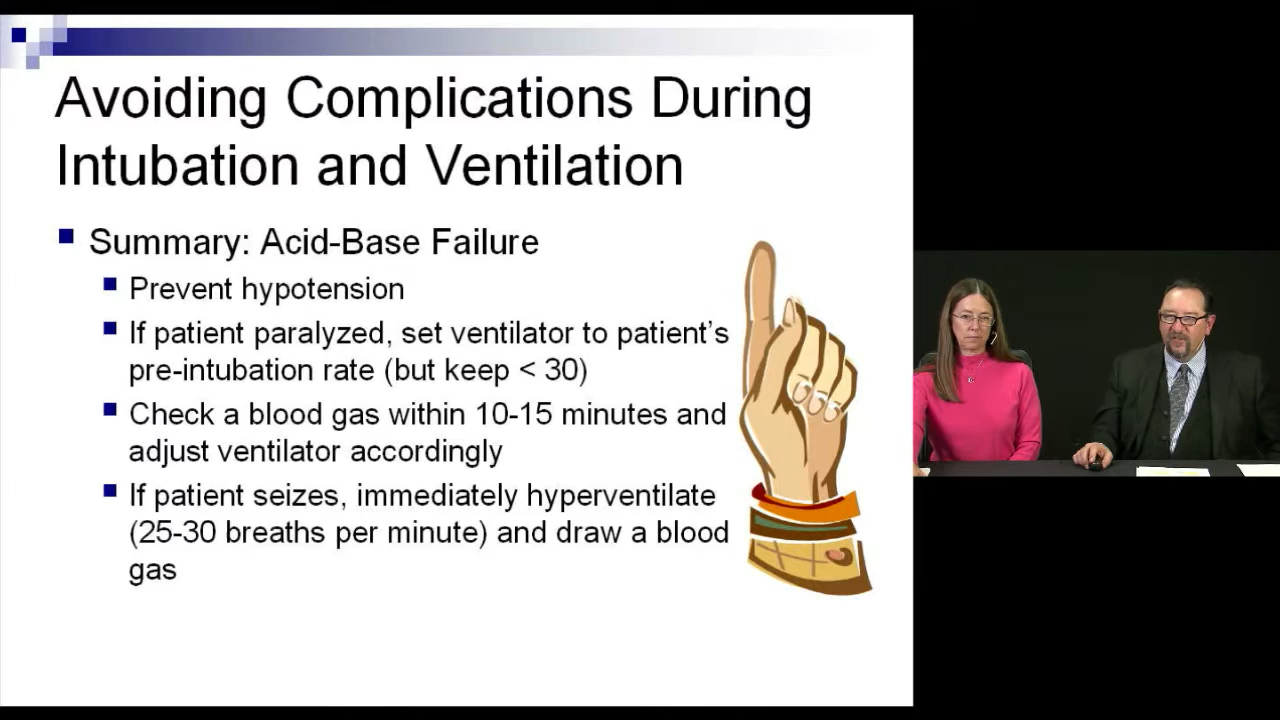 Avoiding Complications During
Intubation and Ventilation
Summary: Acid-Base Failure
Prevent hypotension
If patient paralyzed, set ventilator to patient's
pre-intubation rate (but keep < 30)
Check a blood gas within 10-15 minutes and
adjust ventilator accordingly
If patient seizes, immediately hyperventilate
(25-30 breaths per minute) and draw a blood
gas